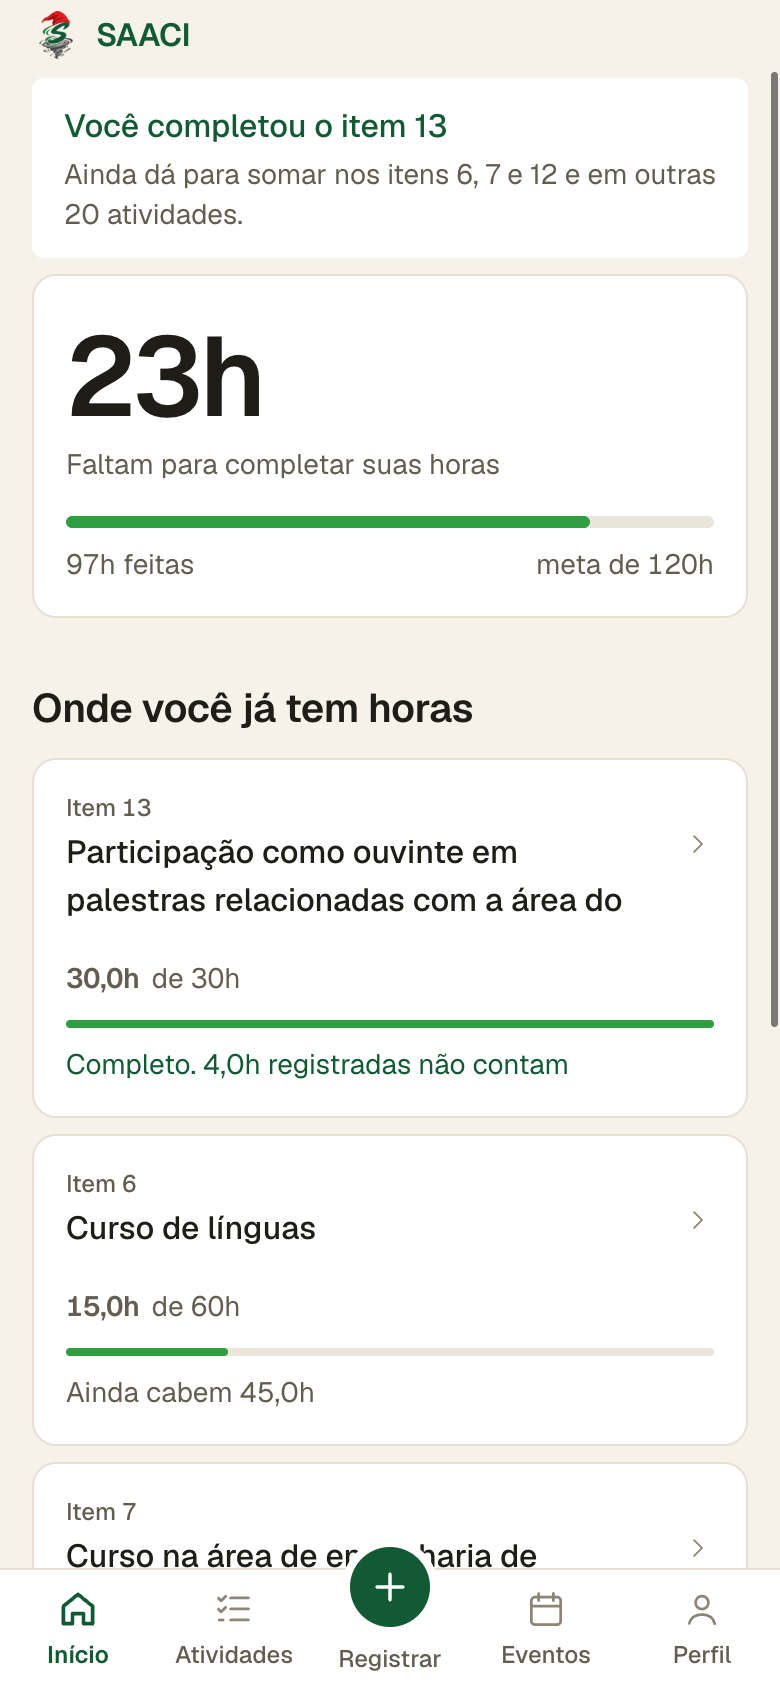 SAACI
Você completou o item 13
Ainda dá para somar nos itens 6, 7 e 12 e em outras
20 atividades.
23h
Faltam para completar suas horas
97h feitas
meta de 120h
Onde você já tem horas
Item 13
Participação como ouvinte em
palestras relacionadas com a área do
30,0h de 30h
Completo. 4,0h registradas não contam
Item 6
Curso de línguas
15,0h de 60h
Ainda cabem 45,0h
Item 7
Curso na área de de
Início
Atividades
Registrar
Eventos
Perfil